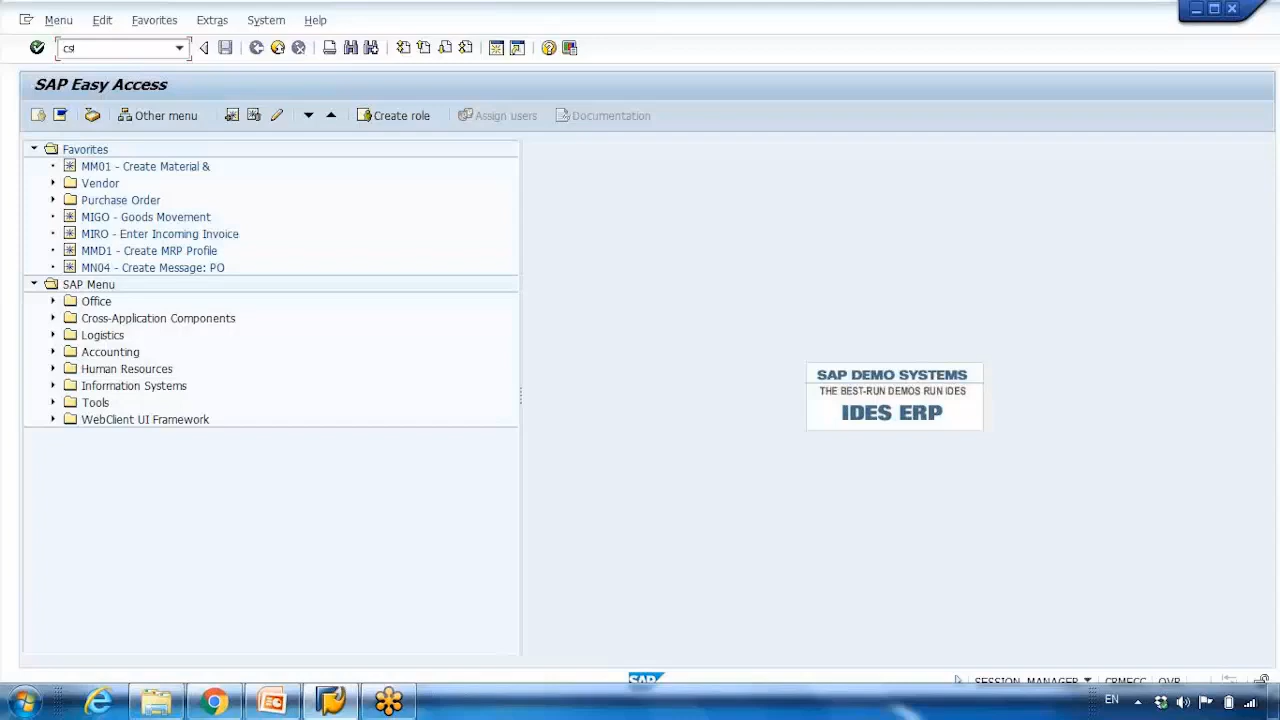 Menu Edit Favorites Extras System Help
cs
SAP Easy Access
Other menu Create role Assign users Documentation
Favorites
MM01 - Create Material &
Vendor
Purchase Order
MIGO - Goods Movement
MIRO - Enter Incoming Invoice
MMD1 - Create MRP Profile
MN04 - Create Message: PO
SAP Menu
Office
Cross-Application Components
Logistics
Accounting
Human Resources
Information Systems
Tools
WebClient UI Framework
SAP DEMO SYSTEMS
THE BEST-RUN DEMOS RUN IDES
IDES ERP
SAP
SESSION_MANAGER CRMECC OVR
EN